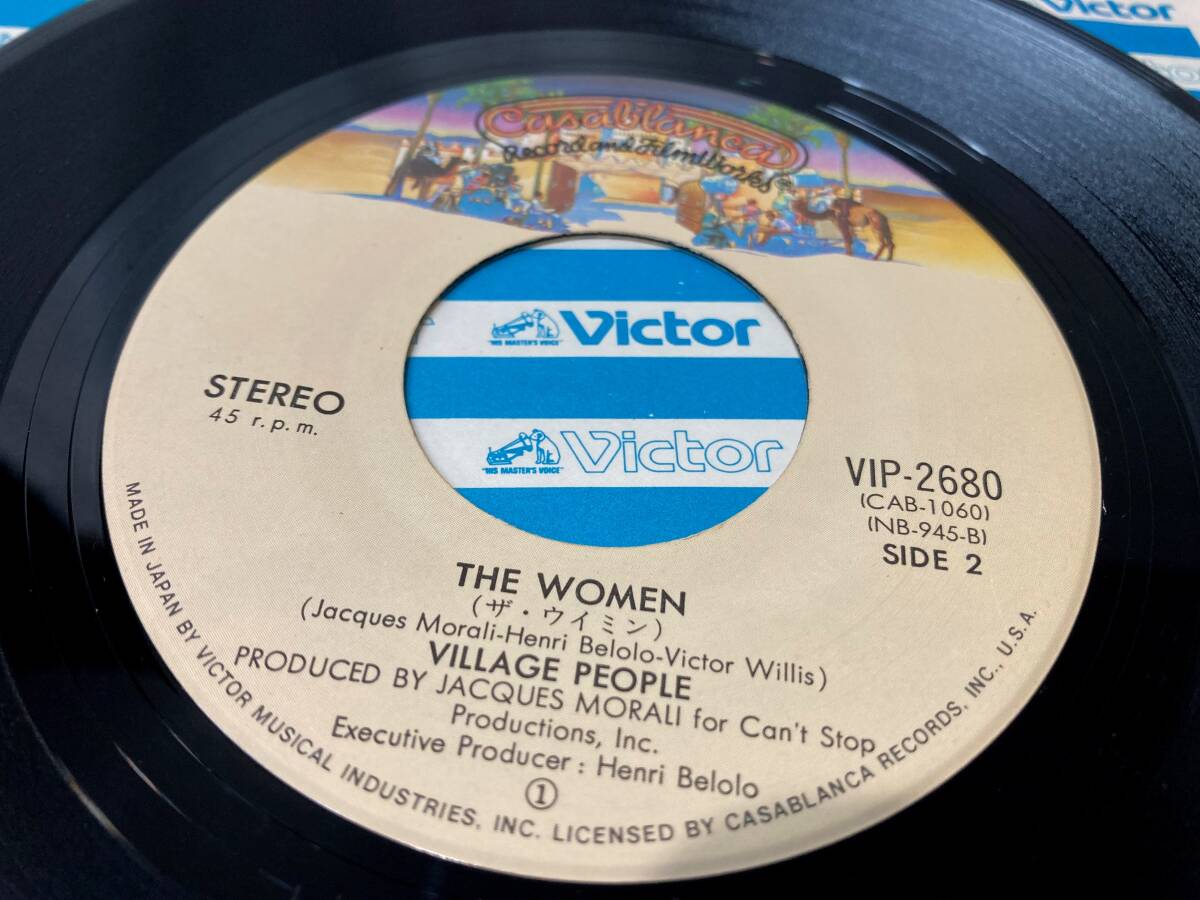 Victor
Casablanca
Record and FilmWorks
"HIS MASTER'S VOICE" Victor
"HIS MASTER'S VOICE" Victor
STEREO
45 r.p.m.
VIP-2680
(CAB-1060)
(NB-945-B)
SIDE 2
THE WOMEN
(ザ・ウイミン)
(Jacques Morali-Henri Belolo-Victor Willis)
VILLAGE PEOPLE
PRODUCED BY JACQUES MORALI for Can't Stop
Productions, Inc.
Executive Producer : Henri Belolo
①
MADE IN JAPAN BY VICTOR MUSICAL INDUSTRIES, INC. LICENSED BY CASABLANCA RECORDS, INC., U.S.A.